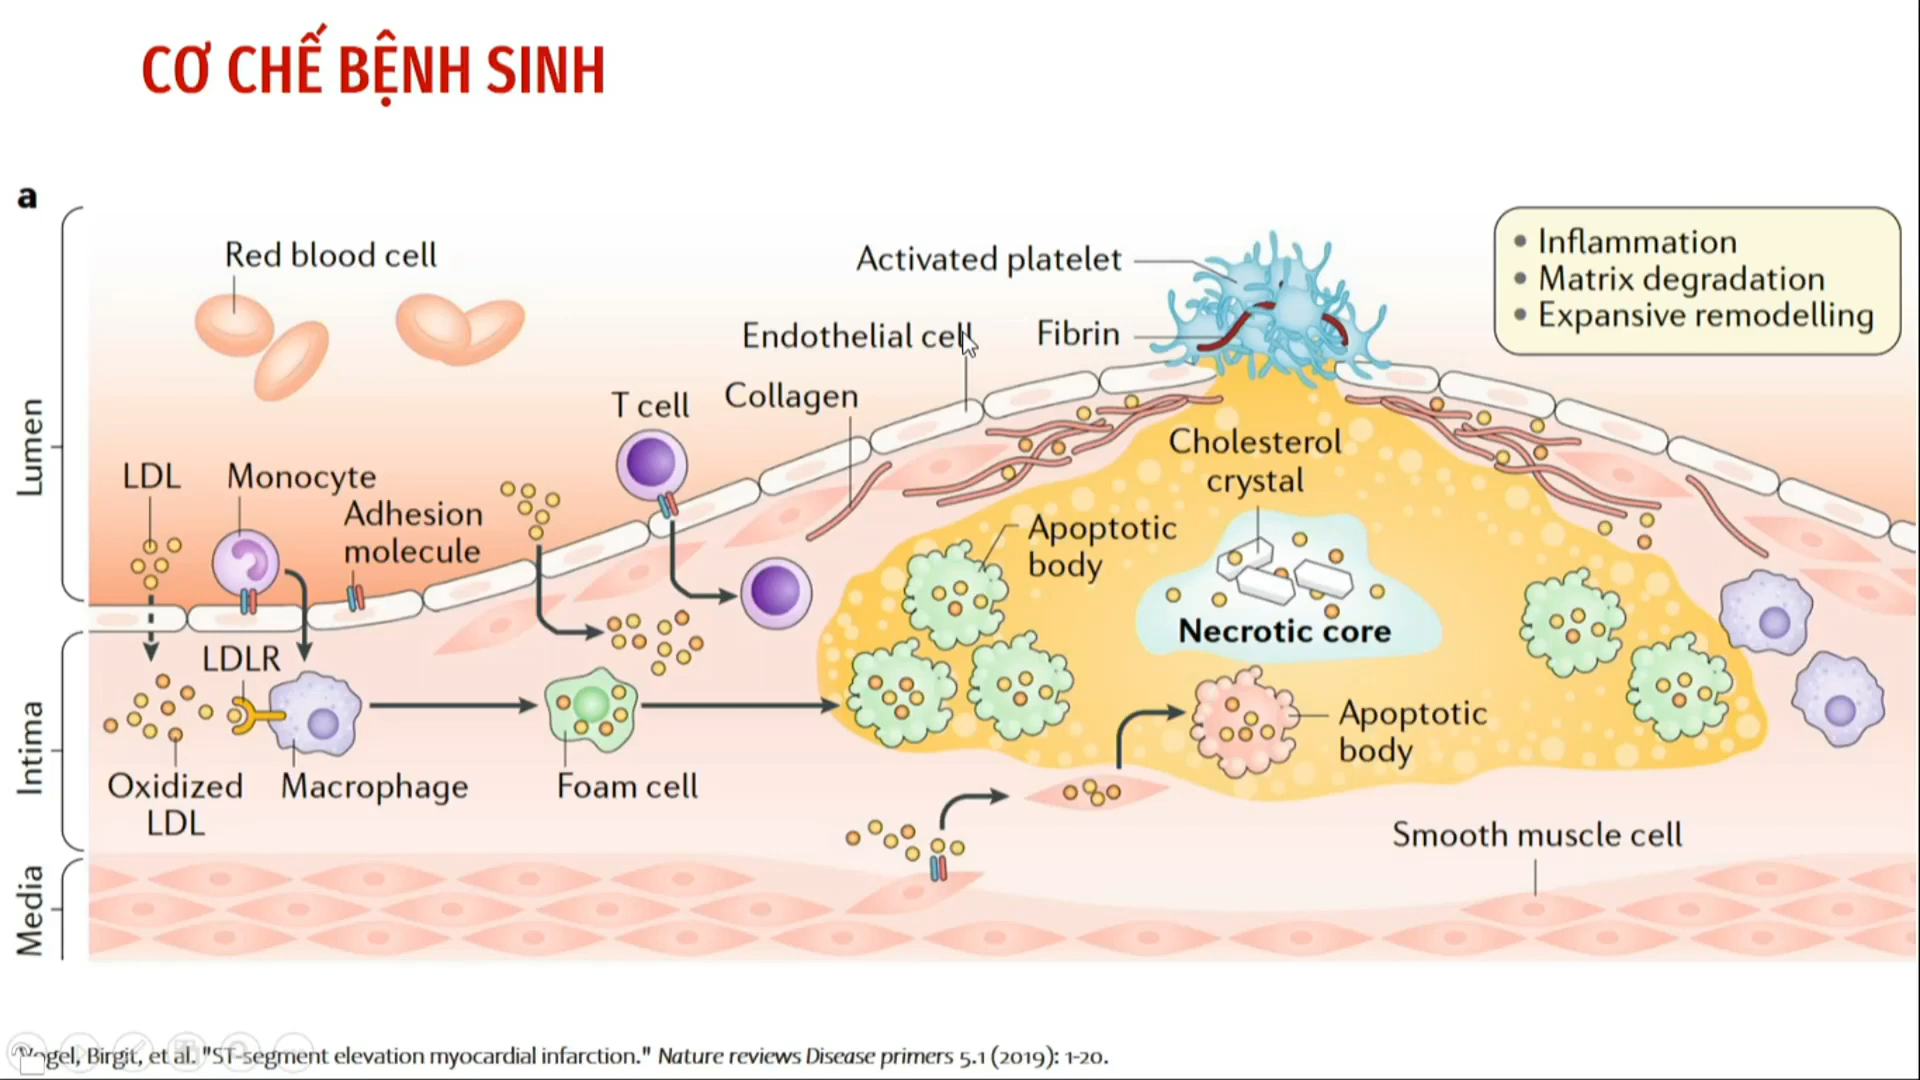 CƠ CHẾ BỆNH SINH
a
Red blood cell
Activated platelet
Inflammation
Matrix degradation
Expansive remodelling
Endothelial cell
Fibrin
T cell
Collagen
Cholesterol
crystal
Lumen
LDL
Monocyte
Adhesion
molecule
Apoptotic
body
Necrotic core
LDLR
Intima
Apoptotic
body
Oxidized
LDL
Macrophage
Foam cell
Smooth muscle cell
Media
Vogel, Birgit, et al. "ST-segment elevation myocardial infarction." Nature reviews Disease primers 5.1 (2019): 1-20.